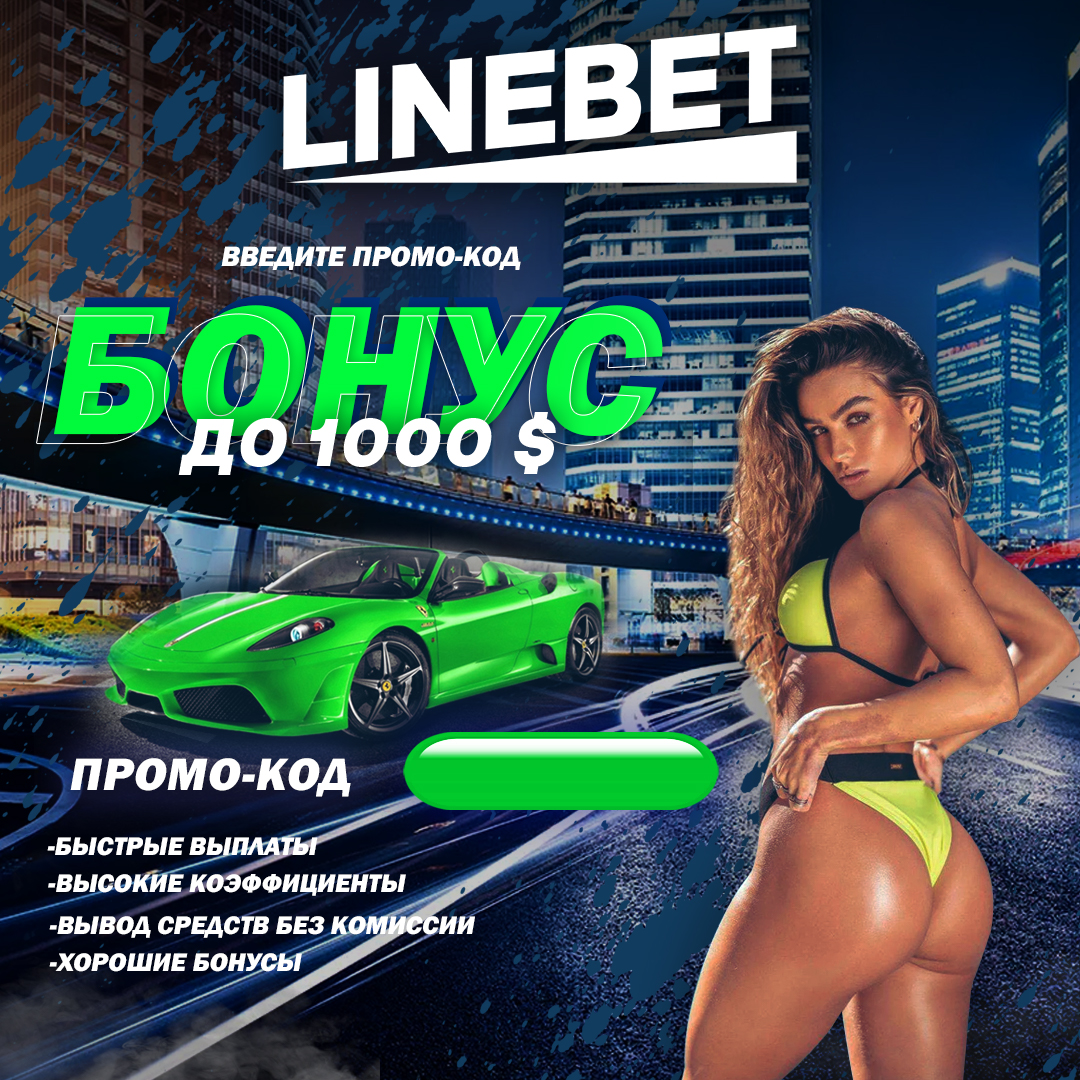 LINEBET
ВВЕДИТЕ ПРОМО-КОД
БОНУС
ДО 1000 $
ПРОМО-КОД
-БЫСТРЫЕ ВЫПЛАТЫ
-ВЫСОКИЕ КОЭФФИЦИЕНТЫ
-ВЫВОД СРЕДСТВ БЕЗ КОМИССИИ
-ХОРОШИЕ БОНУСЫ